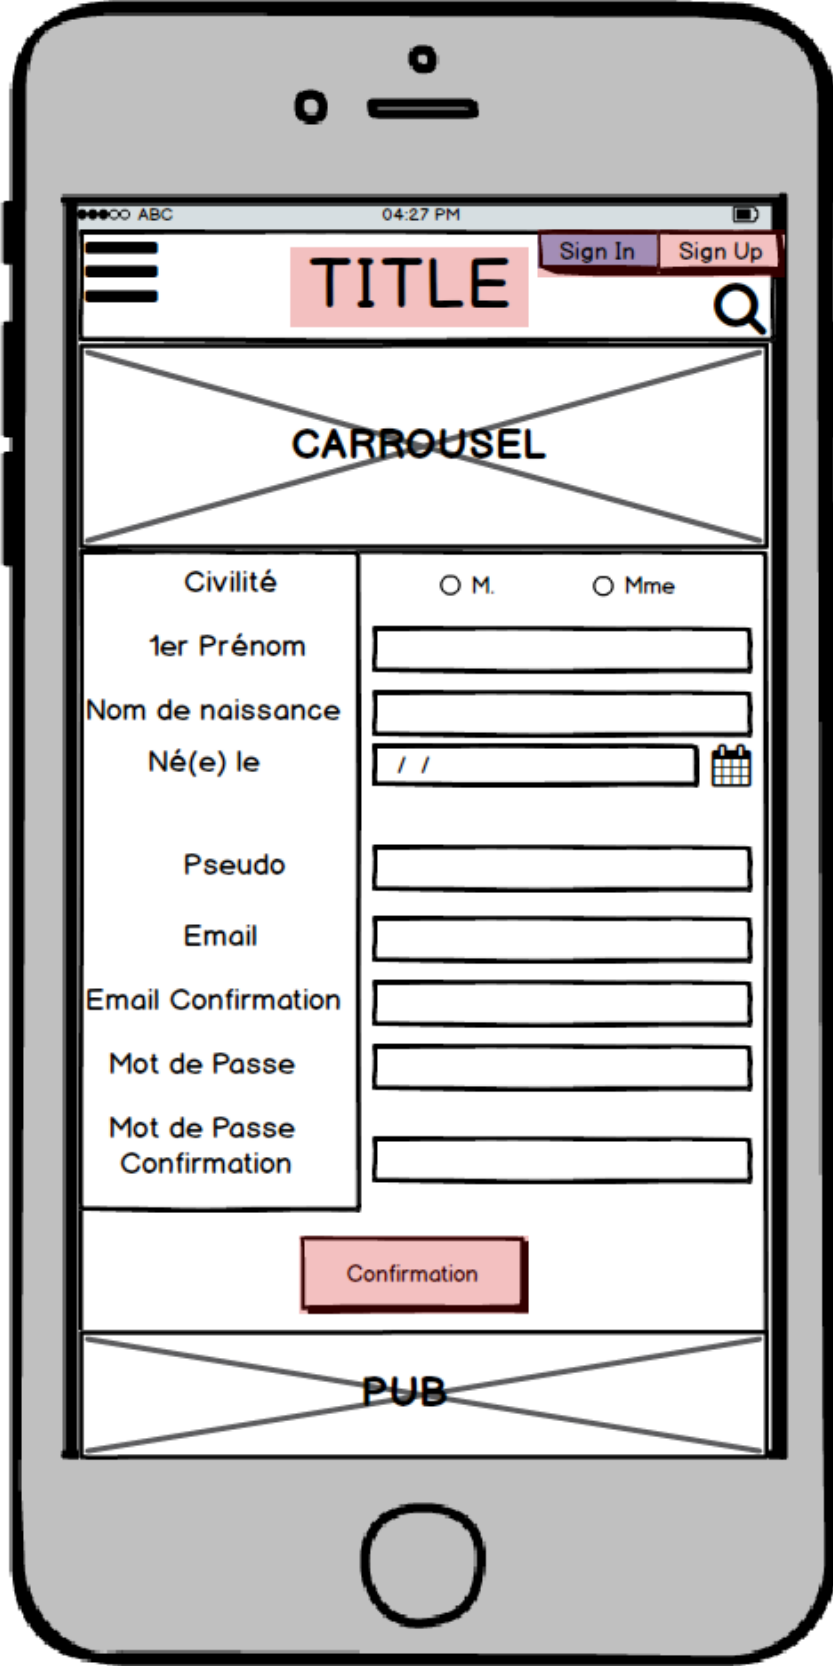 ABC 04:27 PM
Sign In Sign Up
TITLE
CARROUSEL
Civilité M. Mme
1er Prénom
Nom de naissance
Né(e) le / /
Pseudo
Email
Email Confirmation
Mot de Passe
Mot de Passe
Confirmation
Confirmation
PUB